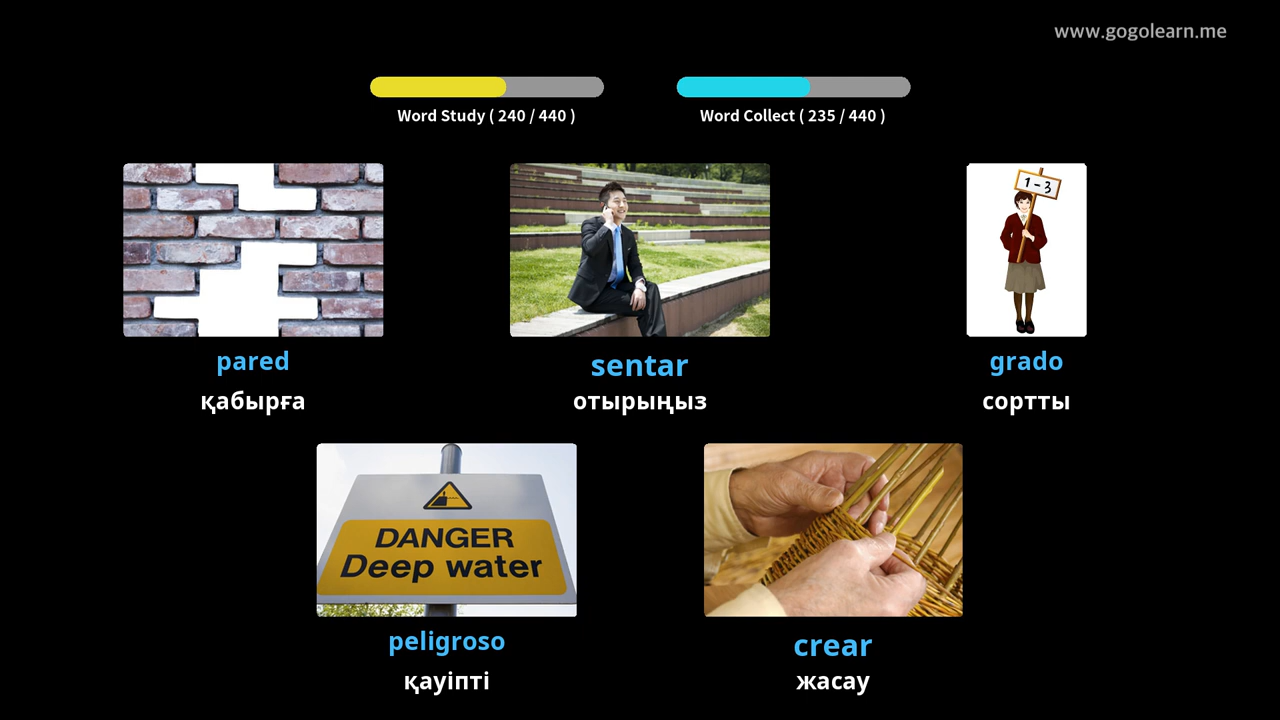 www.gogolearn.me
Word Study ( 240 / 440 )
Word Collect ( 235 / 440 )
1 - 3
pared
қабырға
sentar
отырыңыз
grado
сортты
DANGER
Deep water
peligroso
қауіпті
crear
жасау